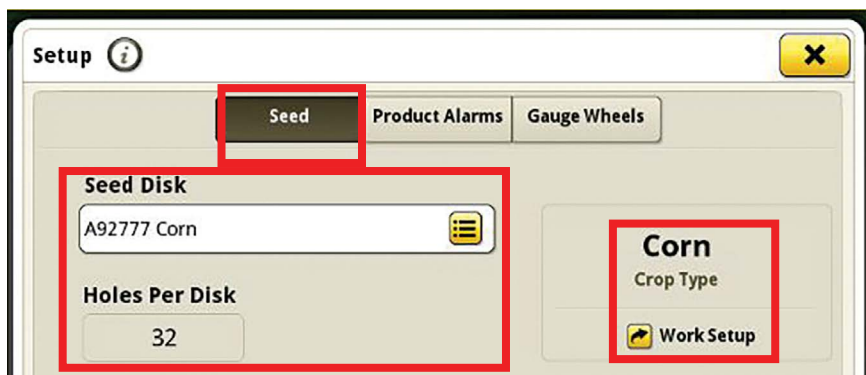 Setup
Seed
Product Alarms
Gauge Wheels
Seed Disk
A92777 Corn
Holes Per Disk
32
Corn
Crop Type
Work Setup